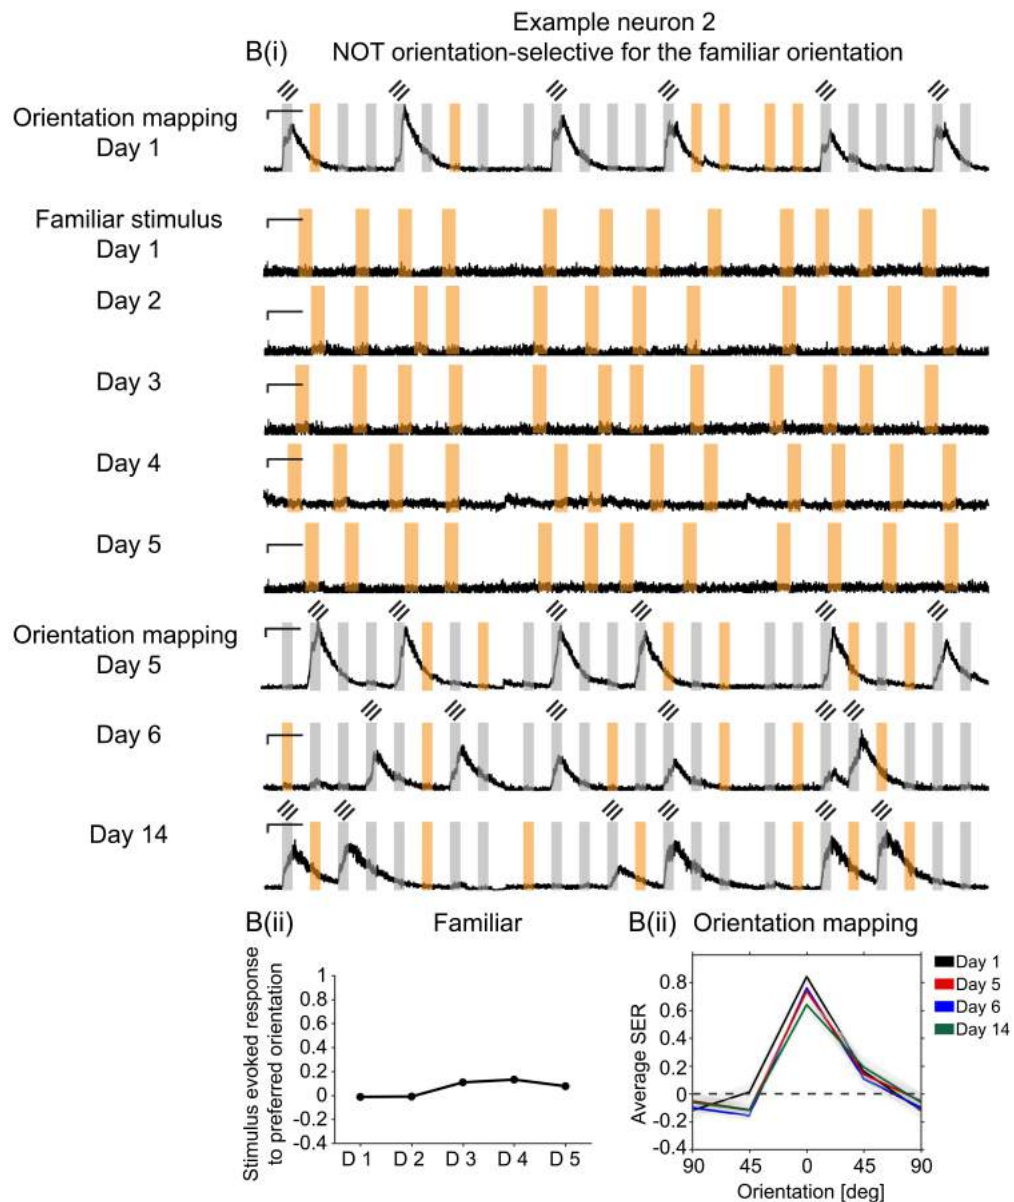 Example neuron 2
B(i)
NOT orientation-selective for the familiar orientation
Orientation mapping
Day 1
Familiar stimulus
Day 1
Day 2
Day 3
Day 4
Day 5
Orientation mapping
Day 5
Day 6
Day 14
B(ii)
Familiar
Stimulus evoked response
to preferred orientation
1
0.8
0.6
0.4
0.2
0
-0.2
-0.4
D 1
D 2
D 3
D 4
D 5
B(ii)
Orientation mapping
Average SER
0.8
0.6
0.4
0.2
0
-0.2
-0.4
90
45
0
45
90
Orientation [deg]
Day 1
Day 5
Day 6
Day 14